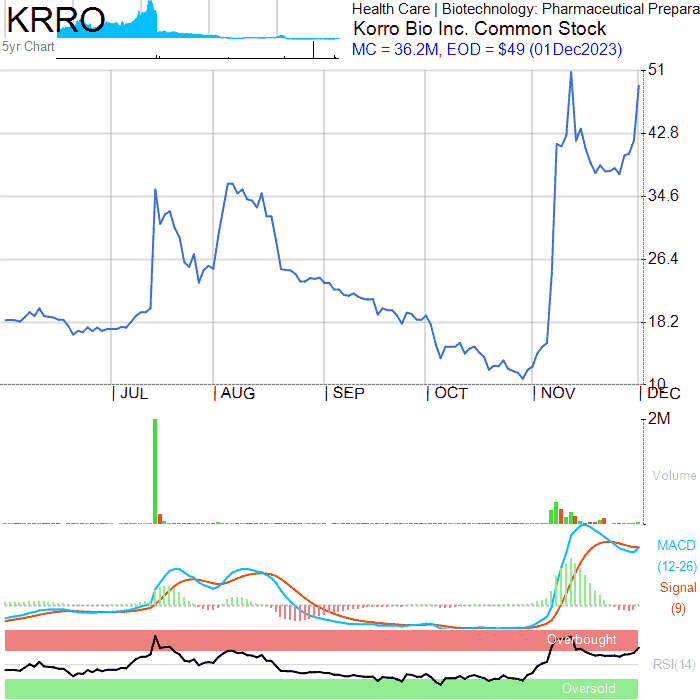 KRRO
5yr Chart
Health Care | Biotechnology: Pharmaceutical Prepara
Korro Bio Inc. Common Stock
MC = 36.2M, EOD = $49 (01Dec2023)
51
42.8
34.6
26.4
18.2
10
JUL AUG SEP OCT NOV DEC
2M
Volume
MACD
(12-26)
Signal
(9)
Overbought
RSI(14)
Oversold